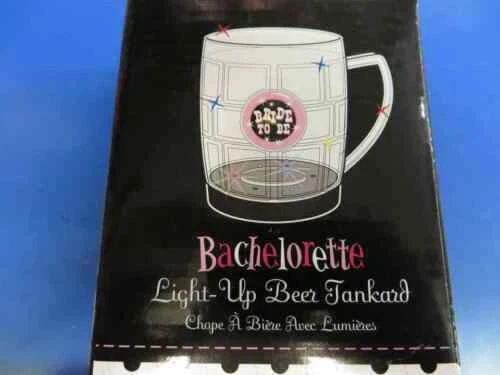 BRIDE
TO BE
Bachelorette
Light-Up Beer Tankard
Chope À Bière Avec Lumières